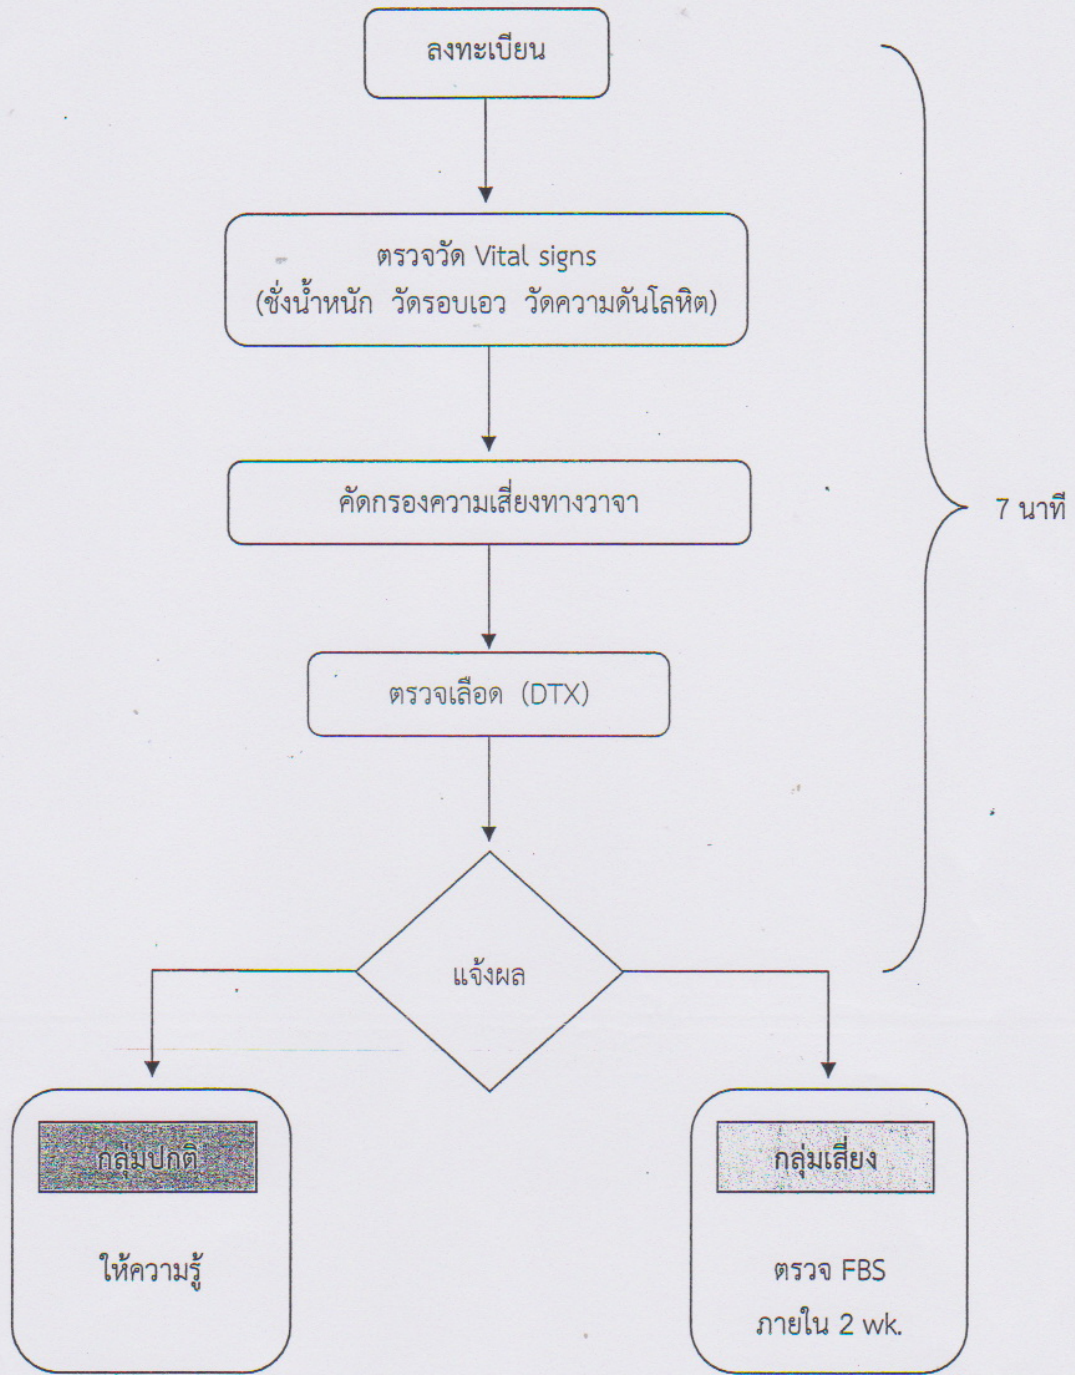 ลงทะเบียน
ตรวจวัด Vital signs
(ชั่งน้ำหนัก วัดรอบเอว วัดความดันโลหิต)
คัดกรองความเสี่ยงทางวาจา
7 นาที
ตรวจเลือด (DTX)
แจ้งผล
กลุ่มปกติ
ให้ความรู้
กลุ่มเสี่ยง
ตรวจ FBS
ภายใน 2 wk.